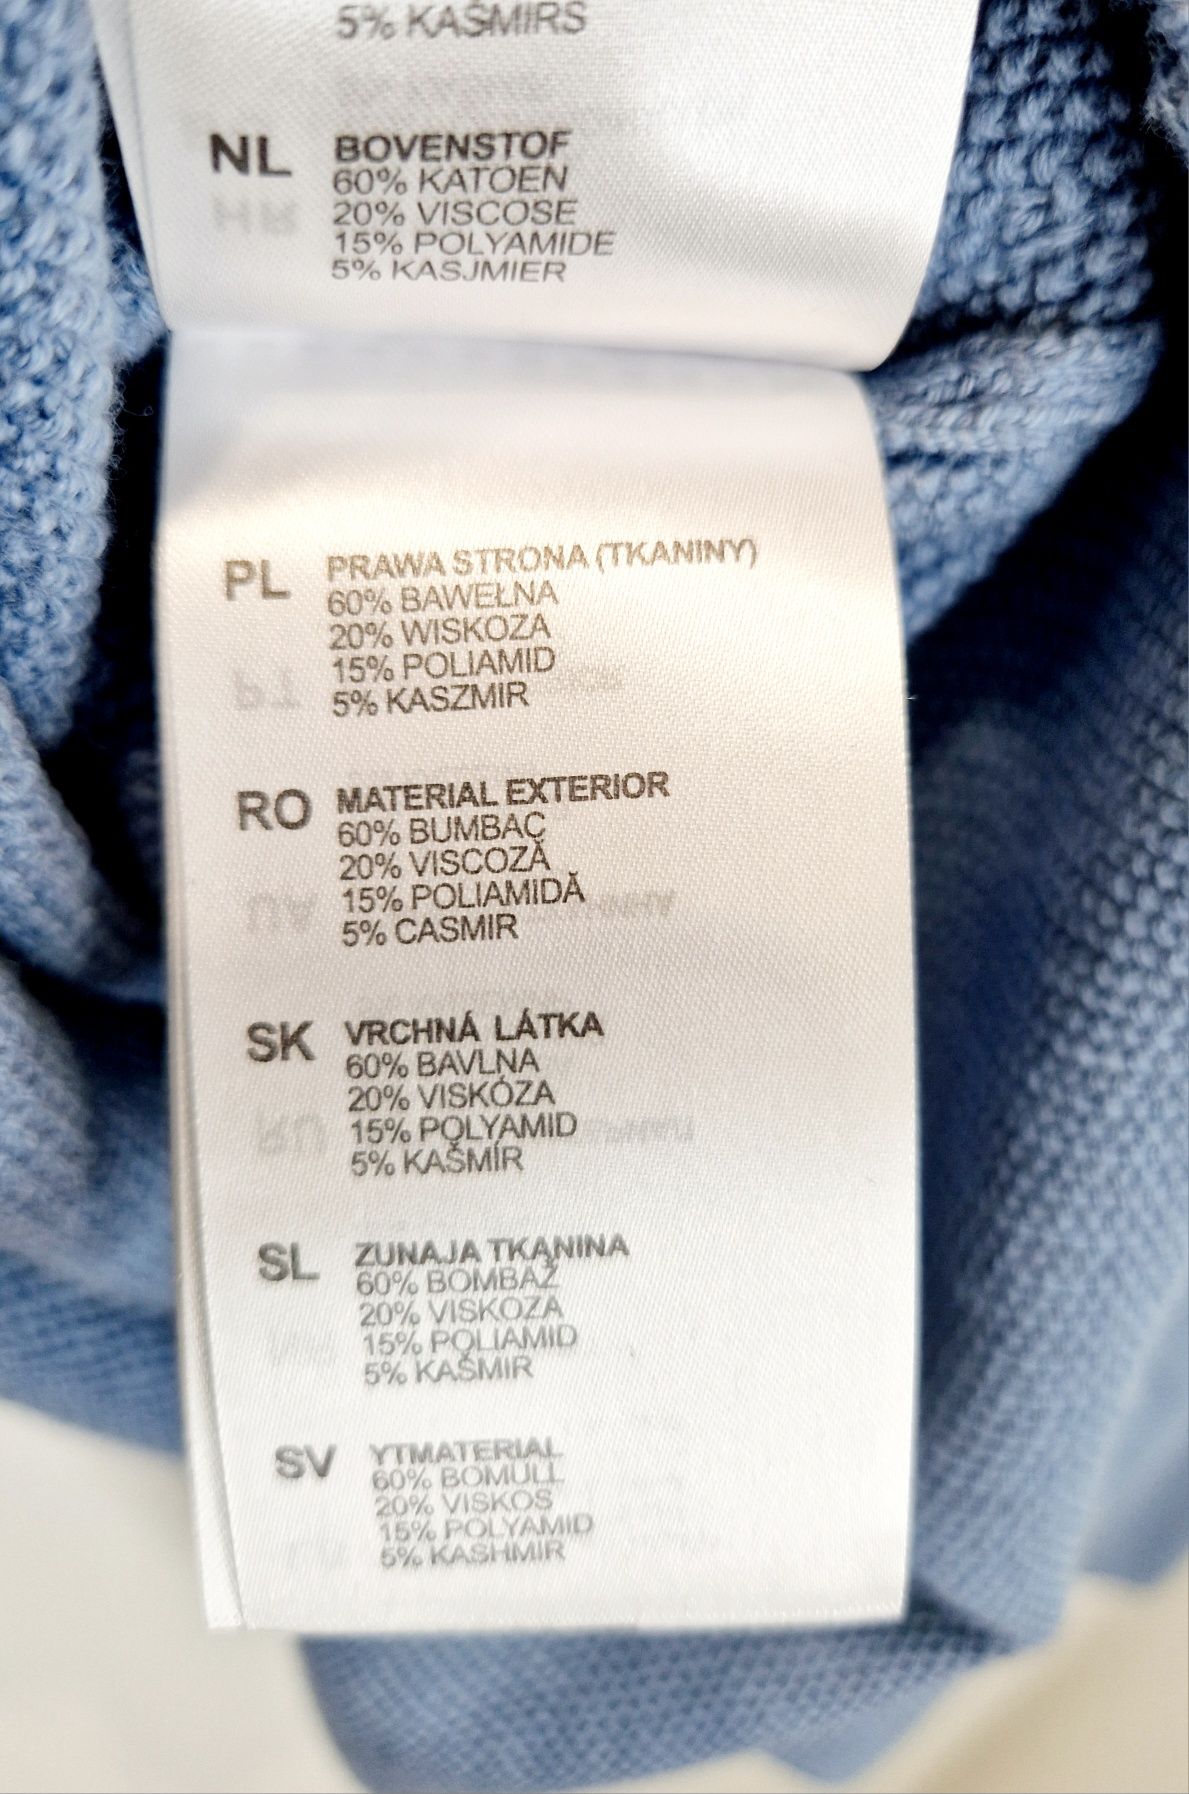 5% KAŠMIRS
NL BOVENSTOF
60% KATOEN
20% VISCOSE
15% POLYAMIDE
5% KASJMIER
PL PRAWA STRONA (TKANINY)
60% BAWEŁNA
20% WISKOZA
15% POLIAMID
5% KASZMIR
RO MATERIAL EXTERIOR
60% BUMBAC
20% VISCOZĂ
15% POLIAMIDĂ
5% CAȘMIR
SK VRCHNÁ LÁTKA
60% BAVLNA
20% VISKÓZA
15% POLYAMID
5% KAŠMÍR
SL ZUNAJA TKANINA
60% BOMBAŽ
20% VISKOZA
15% POLIAMID
5% KAŠMIR
SV YTMATERIAL
60% BOMULL
20% VISKOS
15% POLYAMID
5% KASHMIR